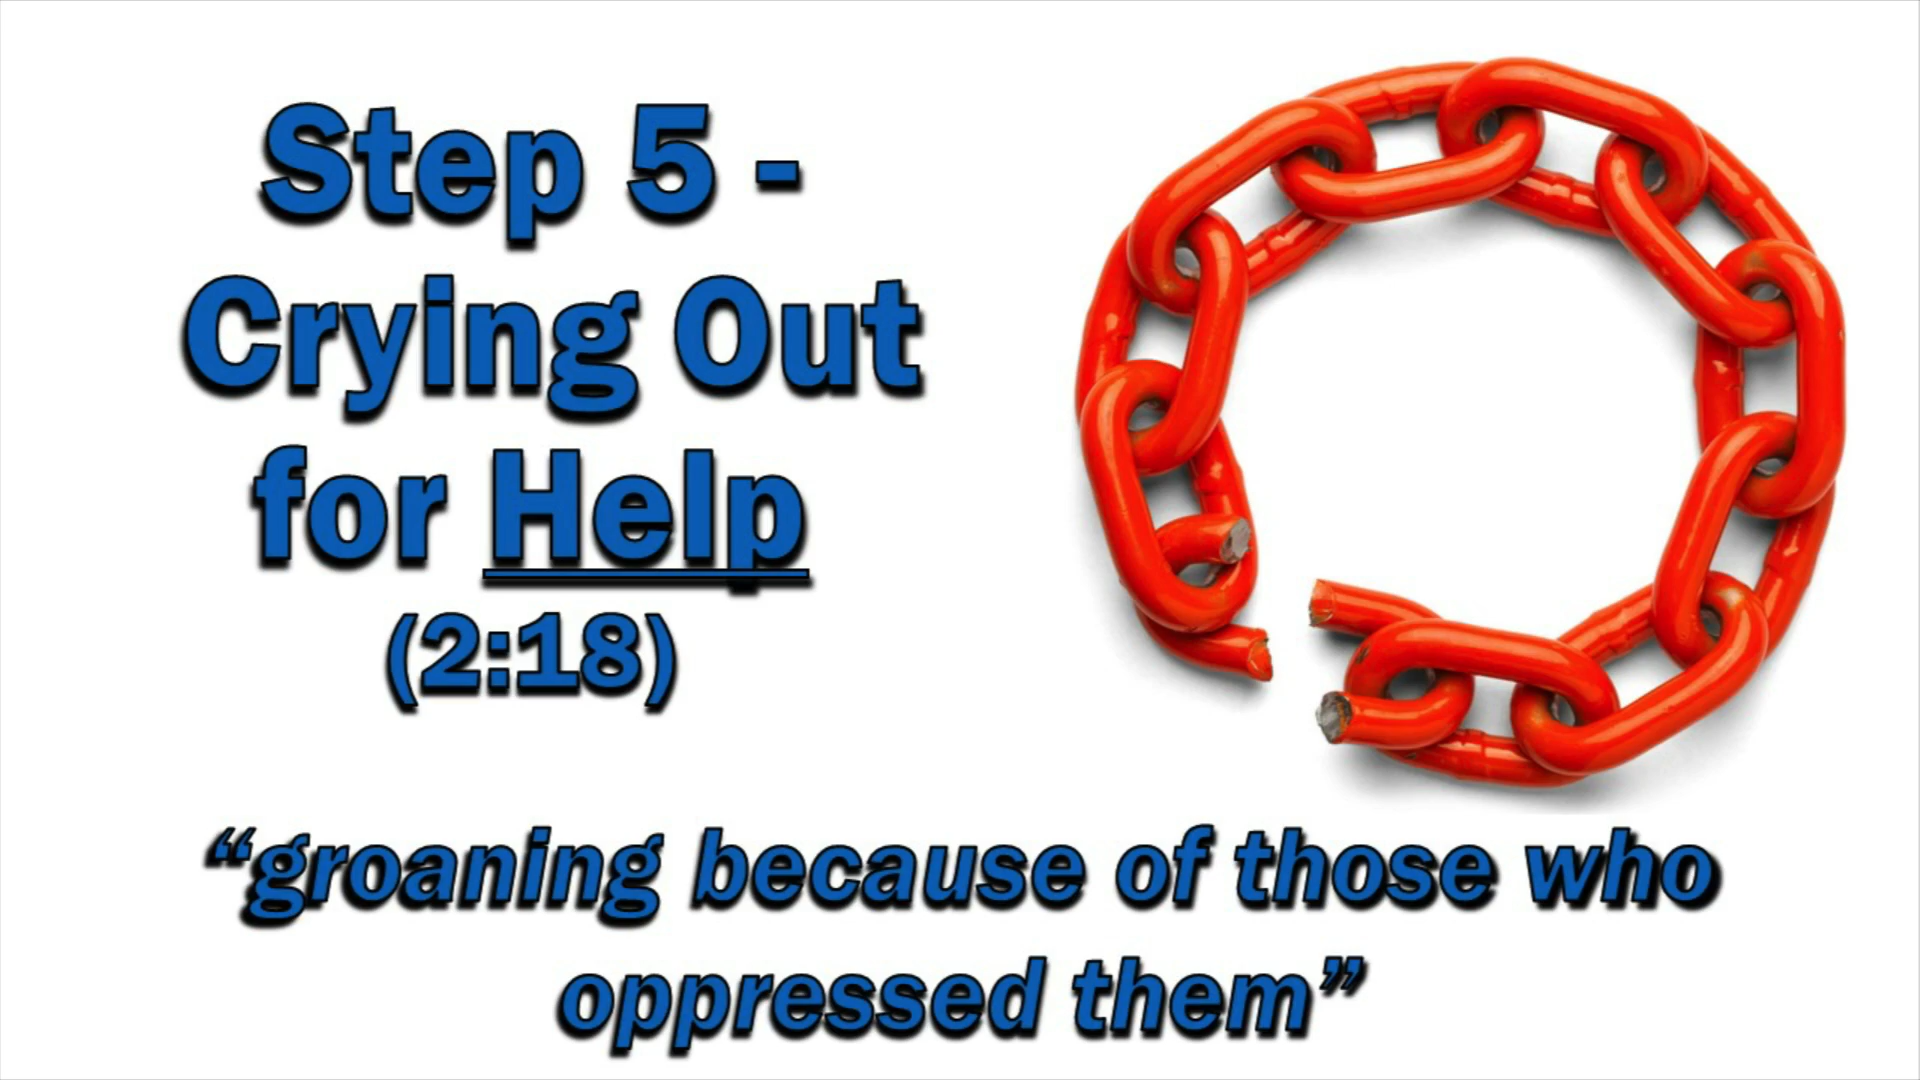 Step 5 -
Crying Out
for Help
(2:18)
“groaning because of those who
oppressed them”